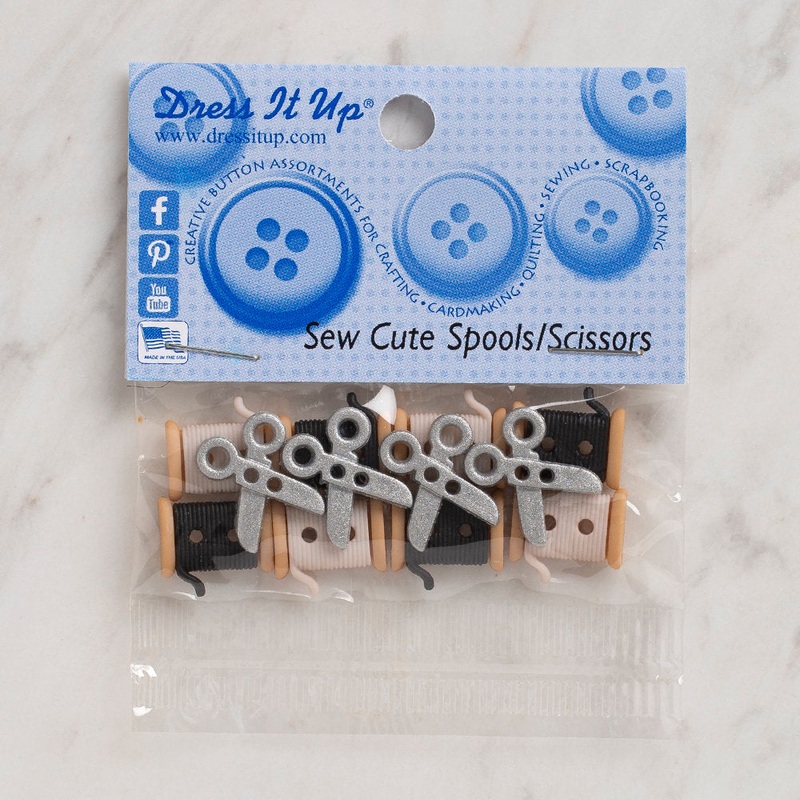 Dress It Up®
www.dressitup.com
CREATIVE BUTTON ASSORTMENTS FOR CRAFTING • CARDMAKING • QUILTING • SEWING • SCRAPBOOKING
f
P
You
Tube
MADE IN THE USA
Sew Cute Spools/Scissors